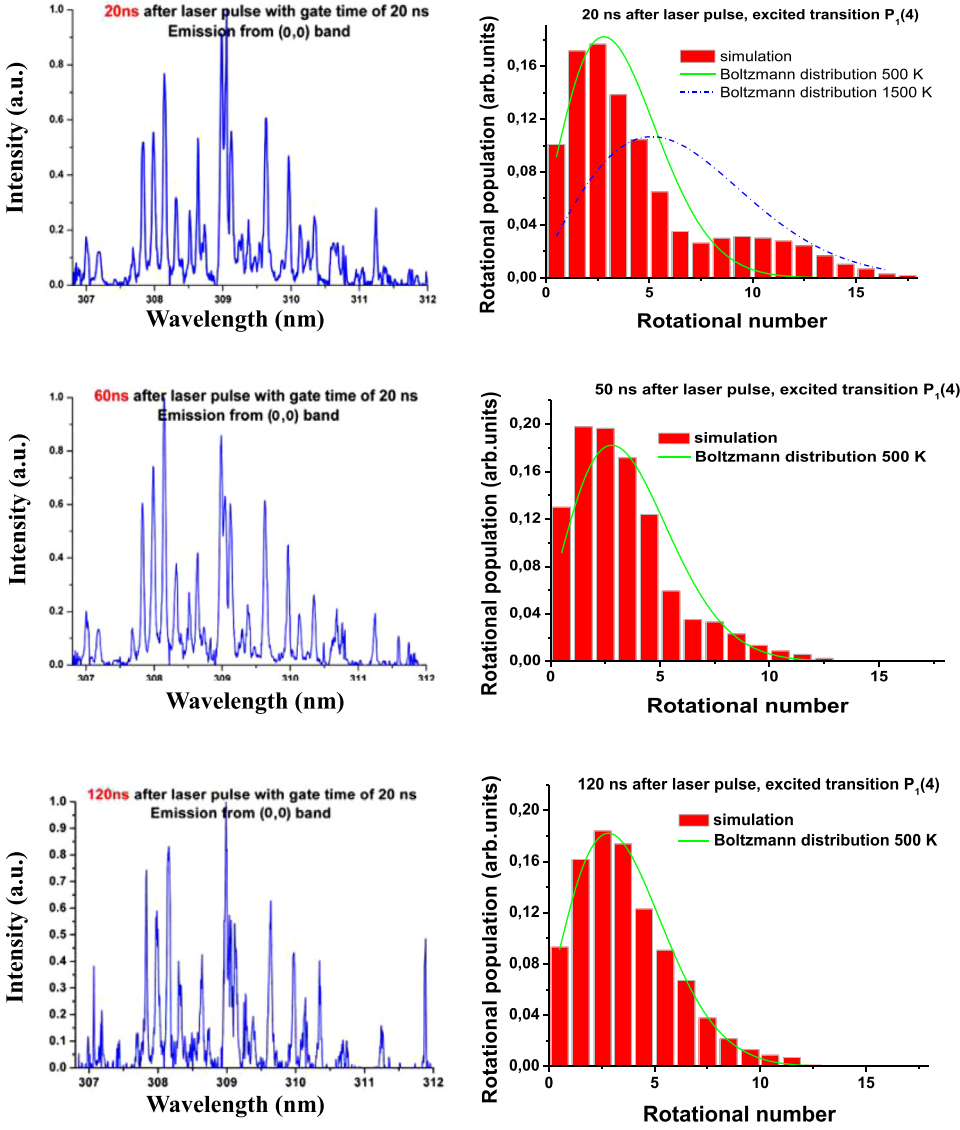 20ns after laser pulse with gate time of 20 ns
Emission from (0,0) band
Intensity (a.u.)
1.0
0.8
0.6
0.4
0.2
0.0
307
308
309
310
311
312
Wavelength (nm)
20 ns after laser pulse, excited transition P1(4)
simulation
Boltzmann distribution 500 K
Boltzmann distribution 1500 K
Rotational population (arb.units)
0,16
0,12
0,08
0,04
0,00
0
5
10
15
Rotational number
60ns after laser pulse with gate time of 20 ns
Emission from (0,0) band
Intensity (a.u.)
1.0
0.8
0.6
0.4
0.2
0.0
307
308
309
310
311
312
Wavelength (nm)
50 ns after laser pulse, excited transition P1(4)
simulation
Boltzmann distribution 500 K
Rotational population (arb.units)
0,20
0,16
0,12
0,08
0,04
0,00
0
5
10
15
Rotational number
120ns after laser pulse with gate time of 20 ns
Emission from (0,0) band
Intensity (a.u.)
1.0
0.9
0.8
0.7
0.6
0.5
0.4
0.3
0.2
0.1
0.0
307
308
309
310
311
312
Wavelength (nm)
120 ns after laser pulse, excited transition P1(4)
simulation
Boltzmann distribution 500 K
Rotational population (arb.units)
0,20
0,16
0,12
0,08
0,04
0,00
0
5
10
15
Rotational number